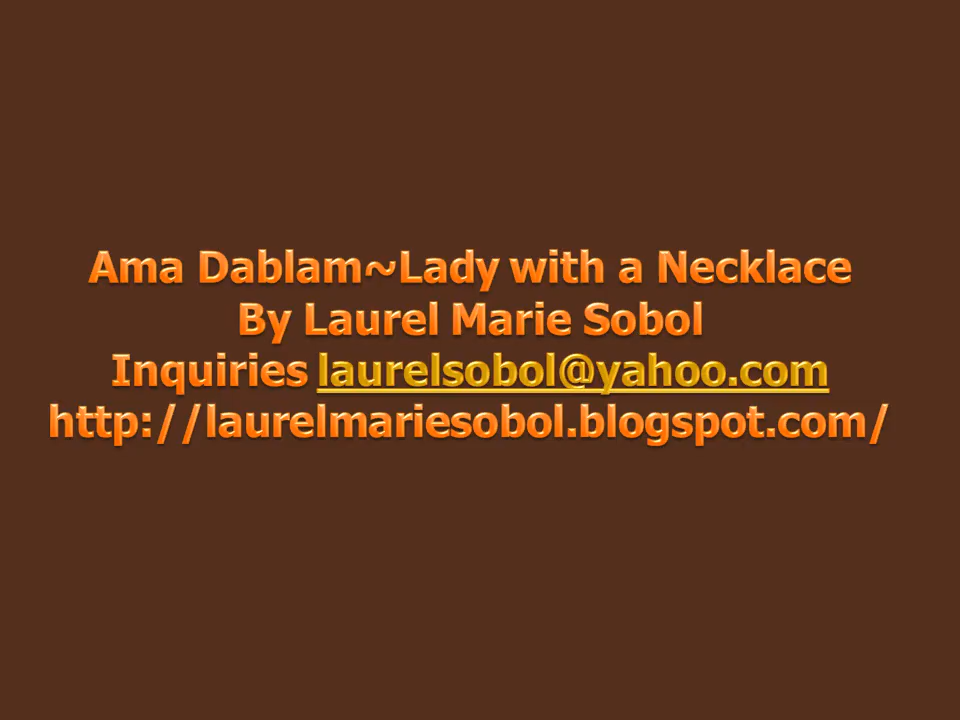 Ama Dablam~Lady with a Necklace
By Laurel Marie Sobol
Inquiries laurelsobol@yahoo.com
http://laurelmariesobol.blogspot.com/